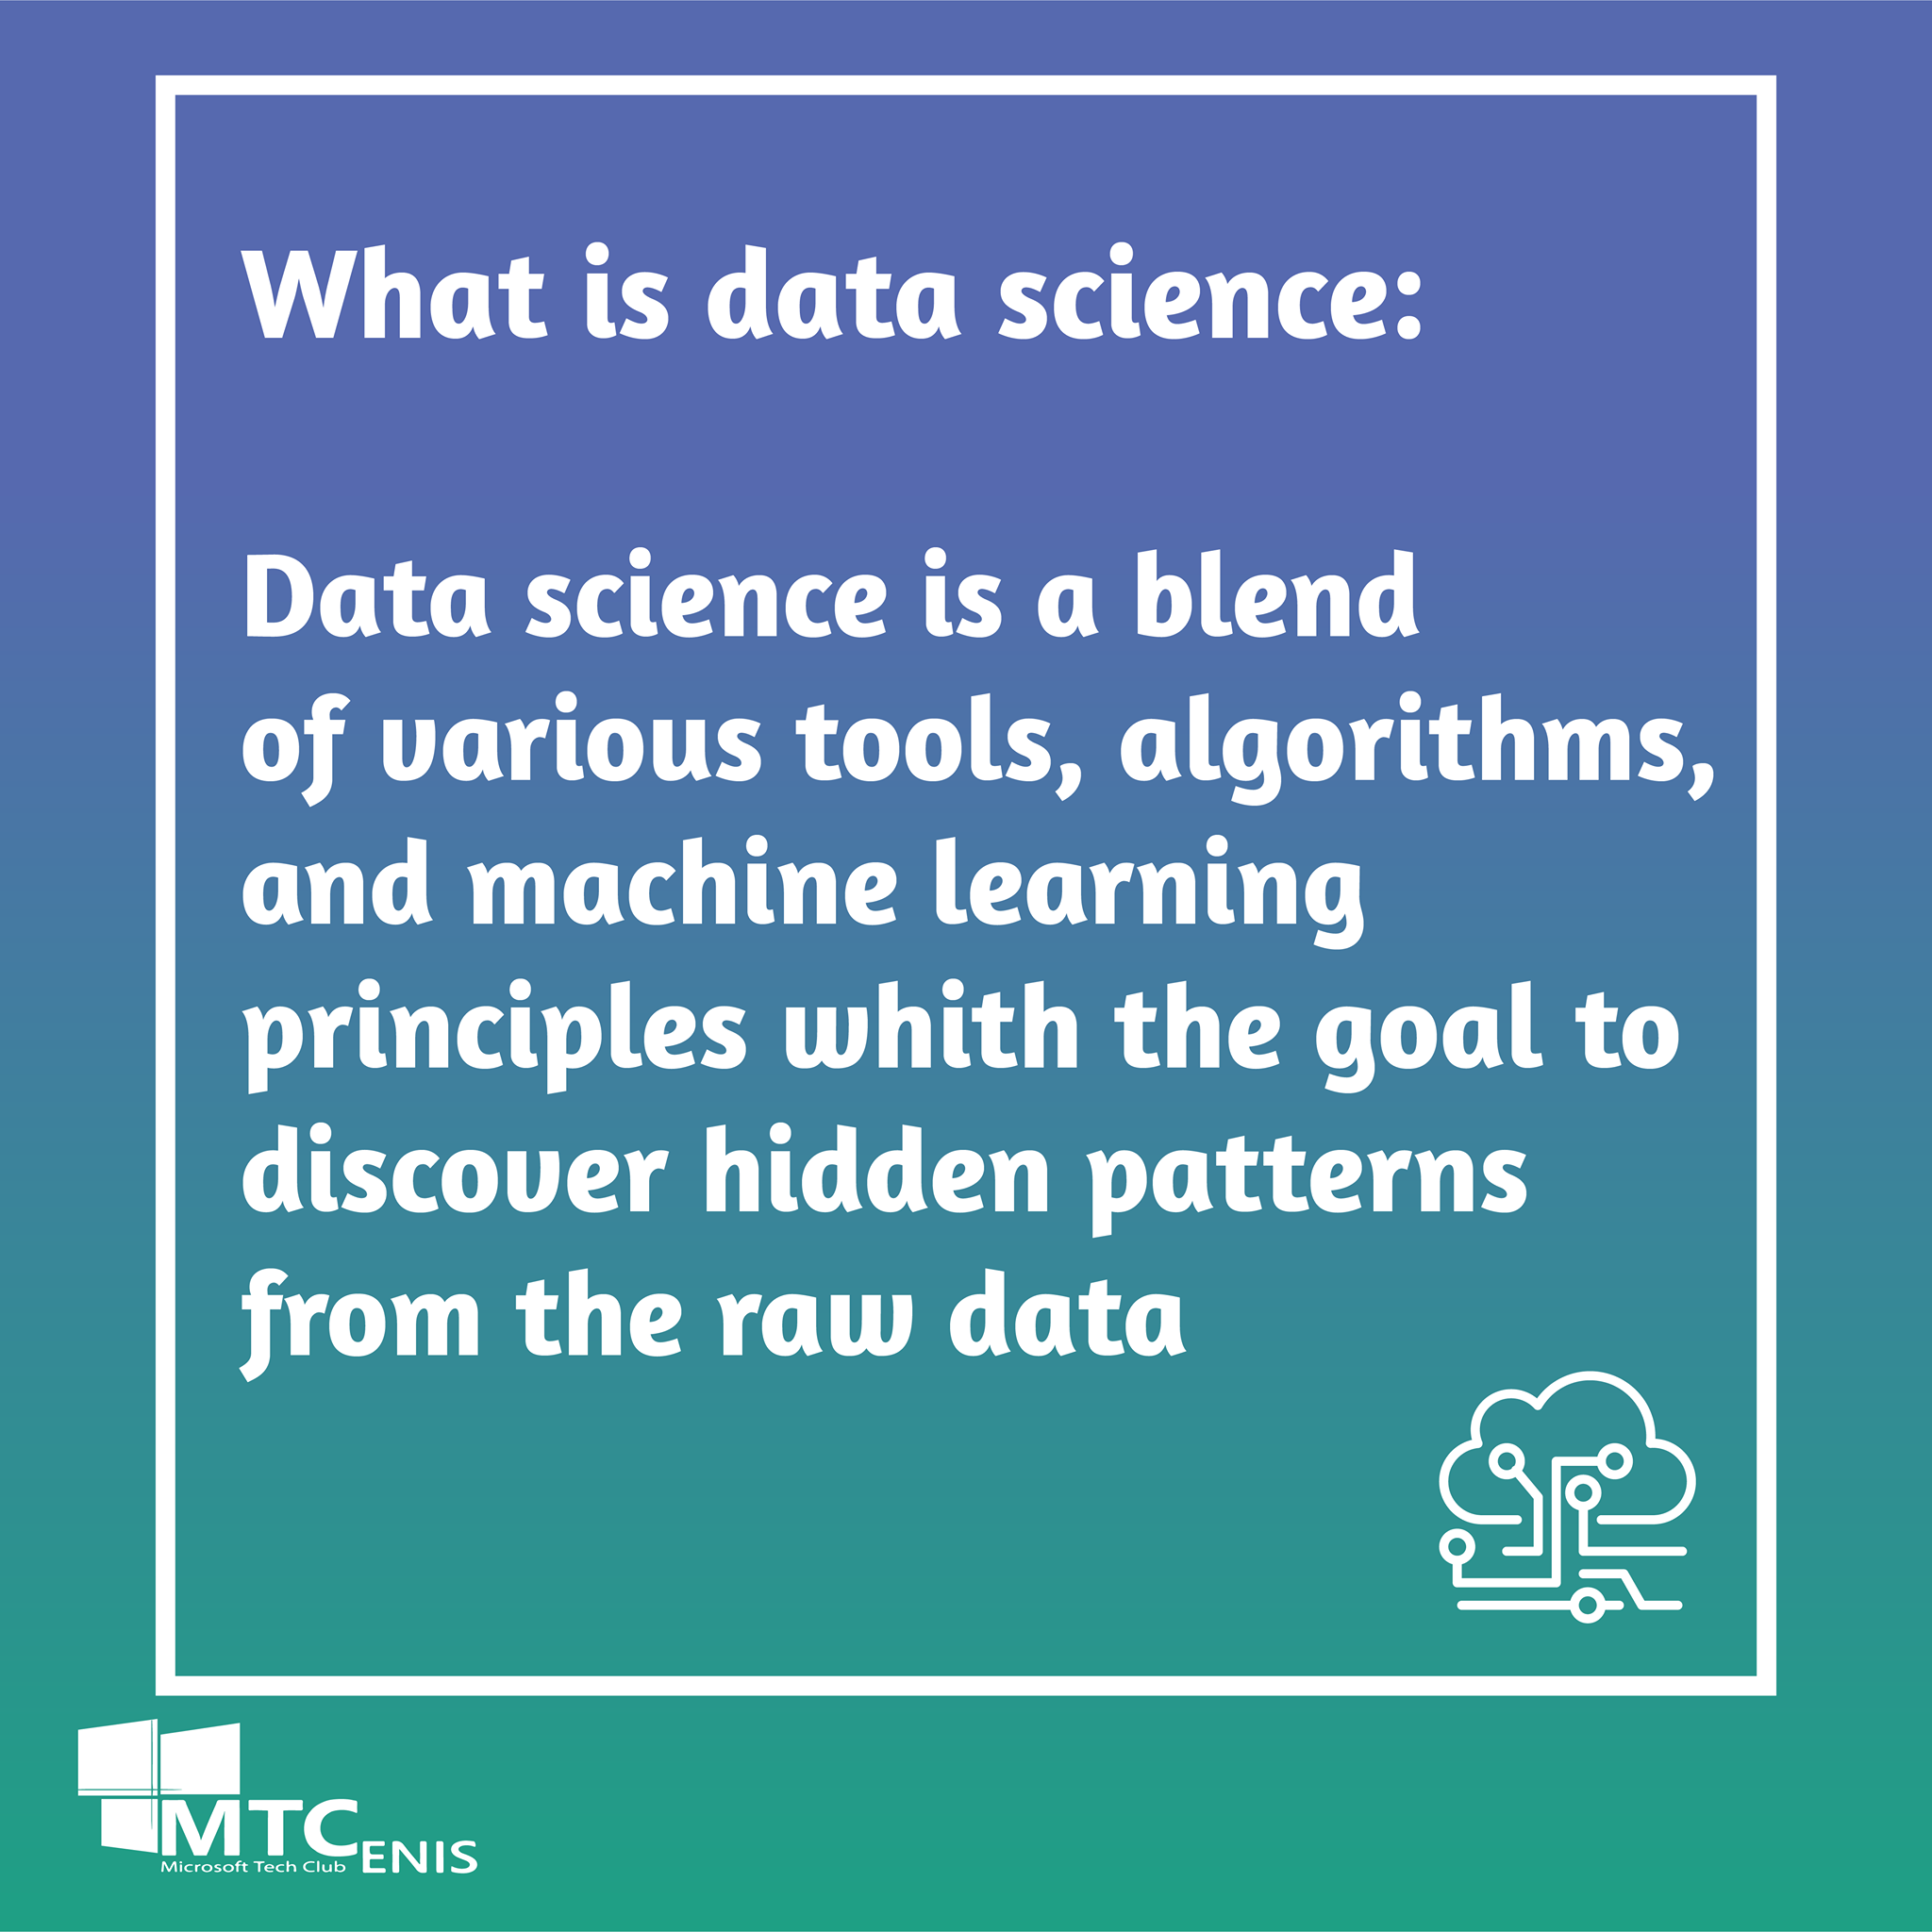 What is data science:
Data science is a blend
of various tools, algorithms,
and machine learning
principles whith the goal to
discover hidden patterns
from the raw data
MTC
ENIS
Microsoft Tech Club